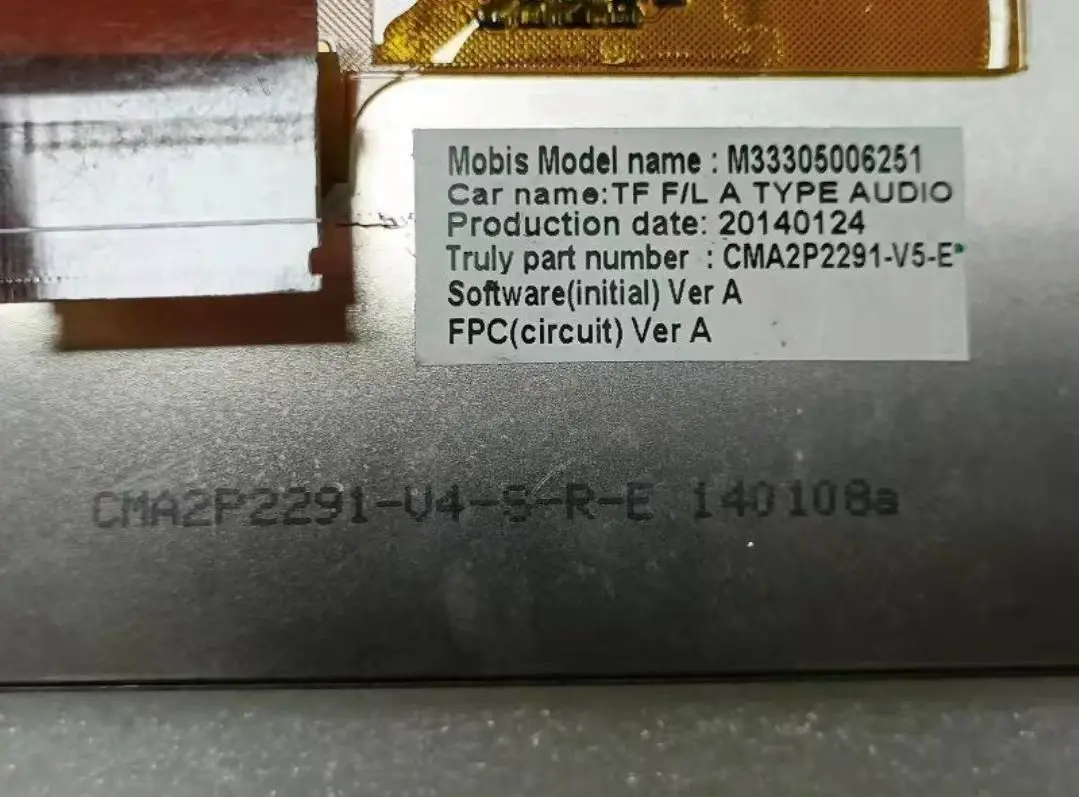 Mobis Model name : M33305006251
Car name:TF F/L A TYPE AUDIO
Production date: 20140124
Truly part number : CMA2P2291-V5-E
Software(initial) Ver A
FPC(circuit) Ver A
CMA2P2291-V4-S-R-E 140108a